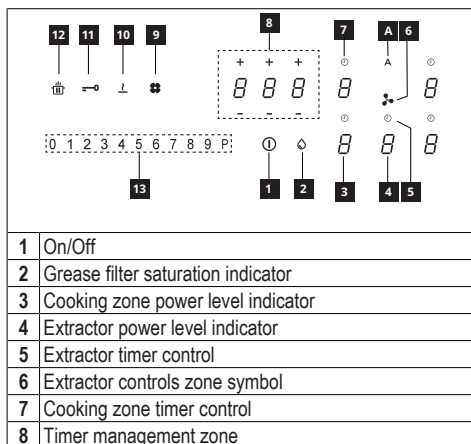 12 11 10 9 8 7 A 6
+ + + A
8 8 8 8 8
- - -
0 1 2 3 4 5 6 7 8 9 P 8 8 8
13 1 2 3 4 5
1 On/Off
2 Grease filter saturation indicator
3 Cooking zone power level indicator
4 Extractor power level indicator
5 Extractor timer control
6 Extractor controls zone symbol
7 Cooking zone timer control
8 Timer management zone